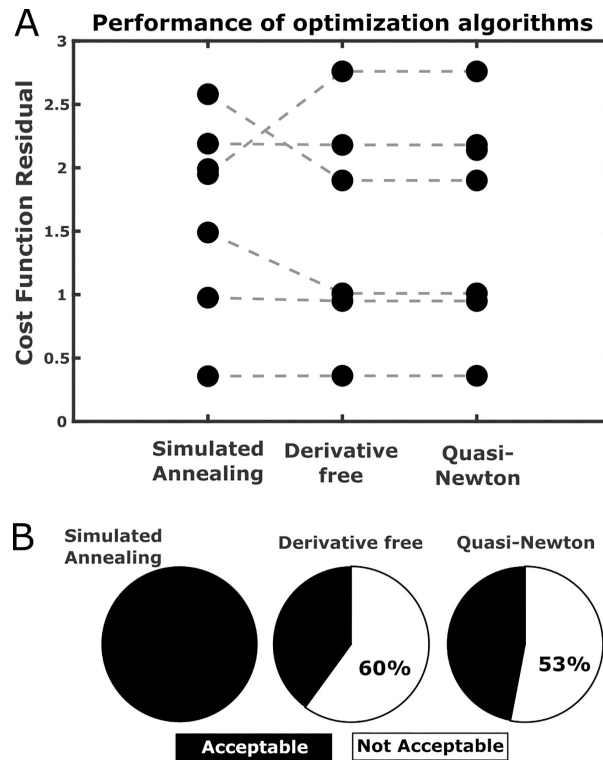 A
Performance of optimization algorithms
3
2.5
2
1.5
1
0.5
0
Cost Function Residual
Simulated
Annealing
Derivative
free
Quasi-
Newton
B
Simulated
Annealing
Derivative free
Quasi-Newton
60%
53%
Acceptable
Not Acceptable